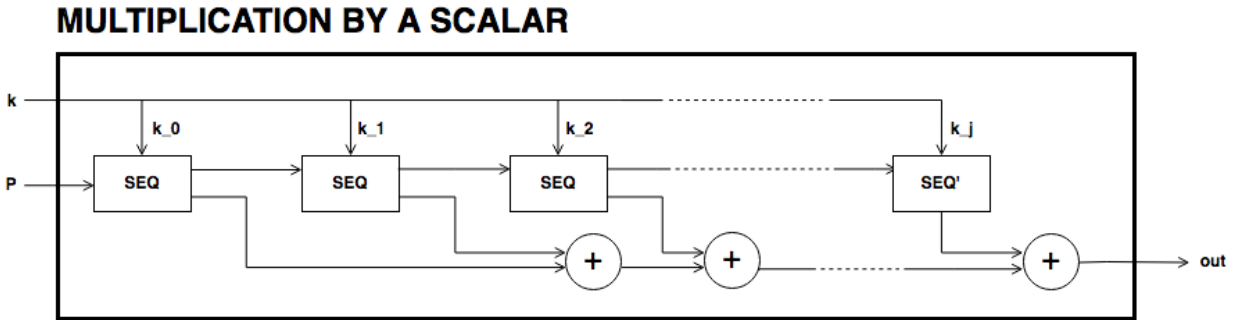 MULTIPLICATION BY A SCALAR
k
k_0 k_1 k_2 k_j
P SEQ SEQ SEQ SEQ'
+ + + out